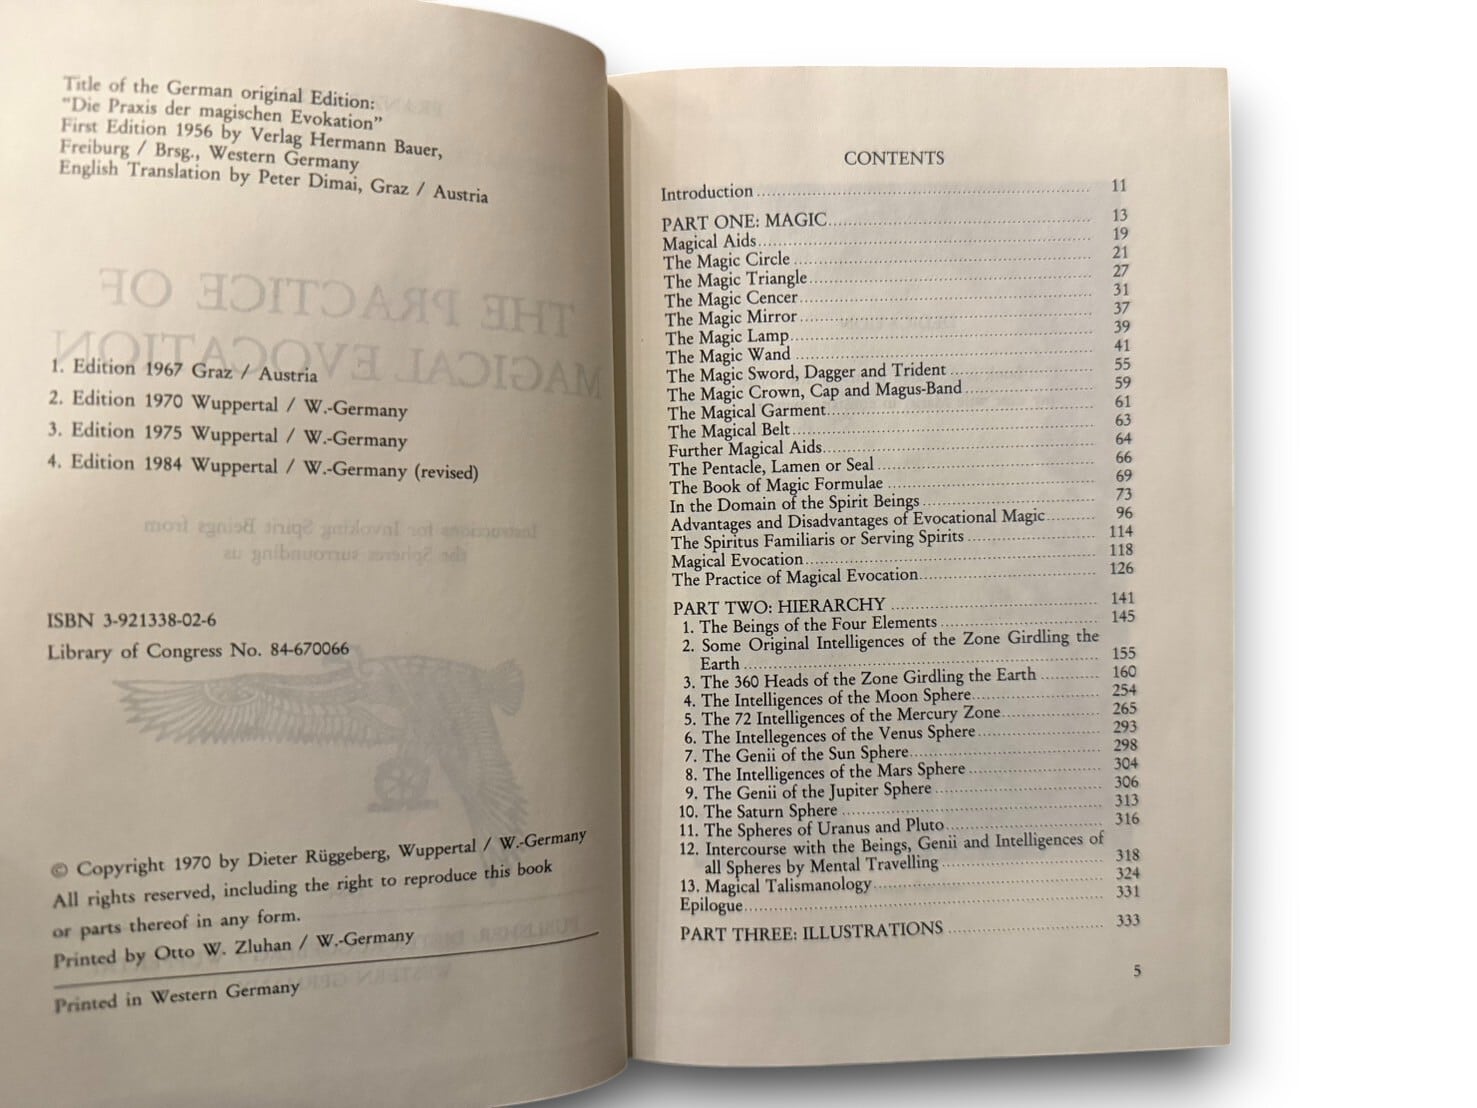 Title of the German original Edition:
"Die Praxis der magischen Evokation"
First Edition 1956 by Verlag Hermann Bauer,
Freiburg / Brsg., Western Germany
English Translation by Peter Dimai, Graz / Austria
THE PRACTICE OF
MAGICAL EVOCATION
1. Edition 1967 Graz / Austria
2. Edition 1970 Wuppertal / W.-Germany
3. Edition 1975 Wuppertal / W.-Germany
4. Edition 1984 Wuppertal / W.-Germany (revised)
Instructions for Invoking Spirit Beings from
the Spheres surrounding us
ISBN 3-921338-02-6
Library of Congress No. 84-670066
© Copyright 1970 by Dieter Rüggeberg, Wuppertal / W.-Germany
All rights reserved, including the right to reproduce this book
or parts thereof in any form.
Printed by Otto W. Zluhan / W.-Germany
Printed in Western Germany
CONTENTS
Introduction 11
PART ONE: MAGIC 13
Magical Aids 19
The Magic Circle 21
The Magic Triangle 27
The Magic Cencer 31
The Magic Mirror 37
The Magic Lamp 39
The Magic Wand 41
The Magic Sword, Dagger and Trident 55
The Magic Crown, Cap and Magus-Band 59
The Magical Garment 61
The Magical Belt 63
Further Magical Aids 64
The Pentacle, Lamen or Seal 66
The Book of Magic Formulae 69
In the Domain of the Spirit Beings 73
Advantages and Disadvantages of Evocational Magic 96
The Spiritus Familiaris or Serving Spirits 114
Magical Evocation 118
The Practice of Magical Evocation 126
PART TWO: HIERARCHY 141
1. The Beings of the Four Elements 145
2. Some Original Intelligences of the Zone Girdling the
Earth 155
3. The 360 Heads of the Zone Girdling the Earth 160
4. The Intelligences of the Moon Sphere 254
5. The 72 Intelligences of the Mercury Zone 265
6. The Intellegences of the Venus Sphere 293
7. The Genii of the Sun Sphere 298
8. The Intelligences of the Mars Sphere 304
9. The Genii of the Jupiter Sphere 306
10. The Saturn Sphere 313
11. The Spheres of Uranus and Pluto 316
12. Intercourse with the Beings, Genii and Intelligences of
all Spheres by Mental Travelling 318
13. Magical Talismanology 324
Epilogue 331
PART THREE: ILLUSTRATIONS 333
5